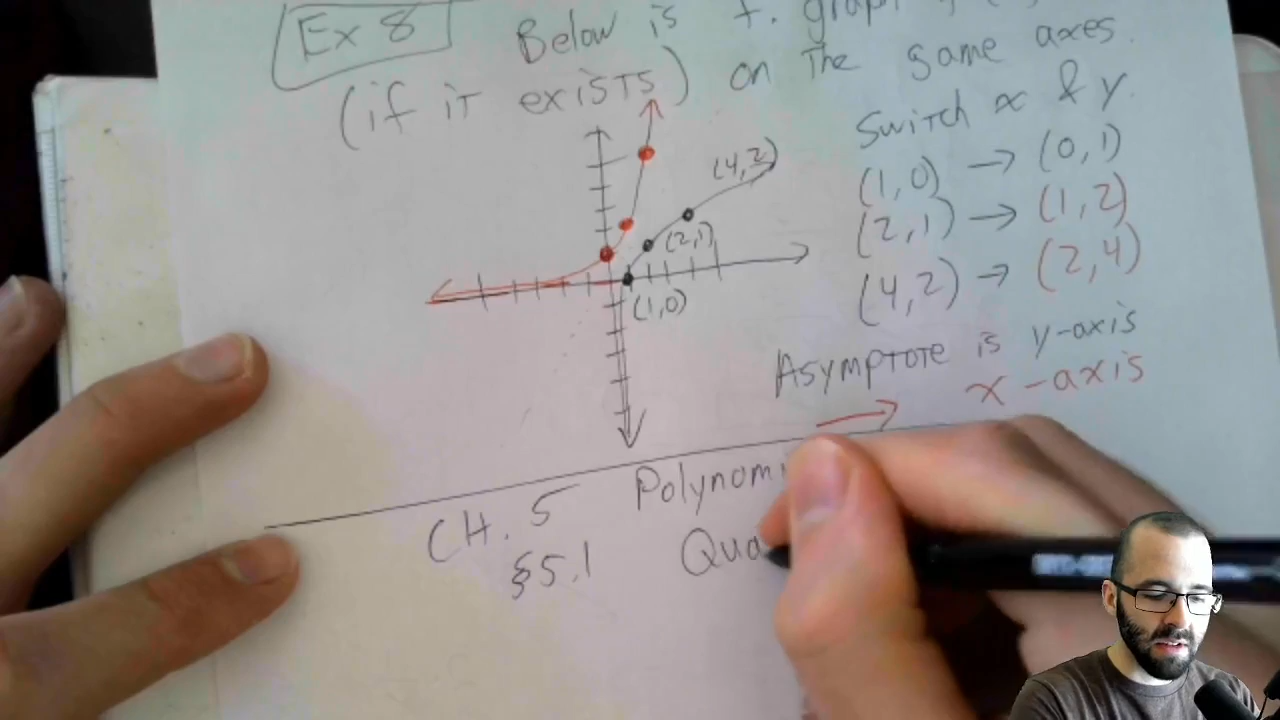 Ex 8 Below is t. graph
(if it exists) on the same axes.
Switch x & y.
(1,0) → (0,1)
(2,1) → (1,2)
(4,2) → (2,4)
(4,2)
(2,1)
(1,0)
Asymptote is y-axis
→ x-axis
CH. 5 Polynomi
§5.1 Qua